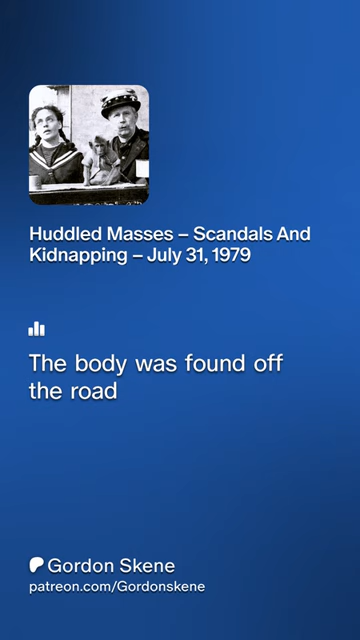 Huddled Masses – Scandals And
Kidnapping – July 31, 1979
The body was found off
the road
Gordon Skene
patreon.com/Gordonskene